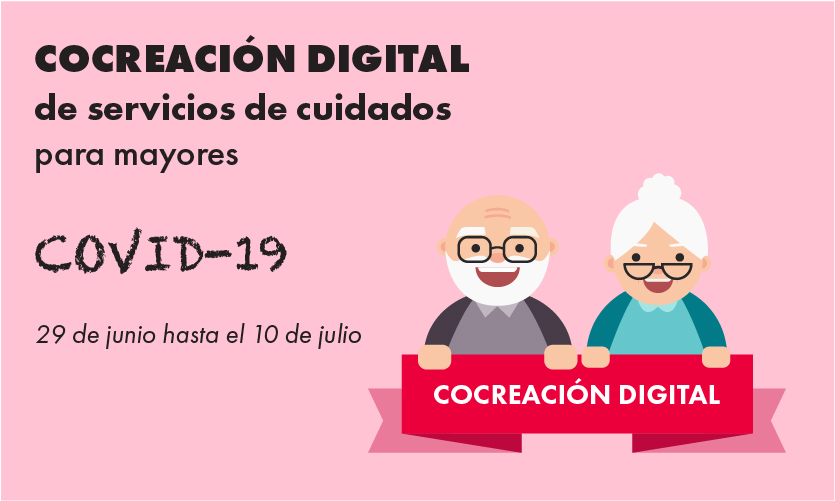 COCREACIÓN DIGITAL
de servicios de cuidados
para mayores
COVID-19
29 de junio hasta el 10 de julio
COCREACIÓN DIGITAL